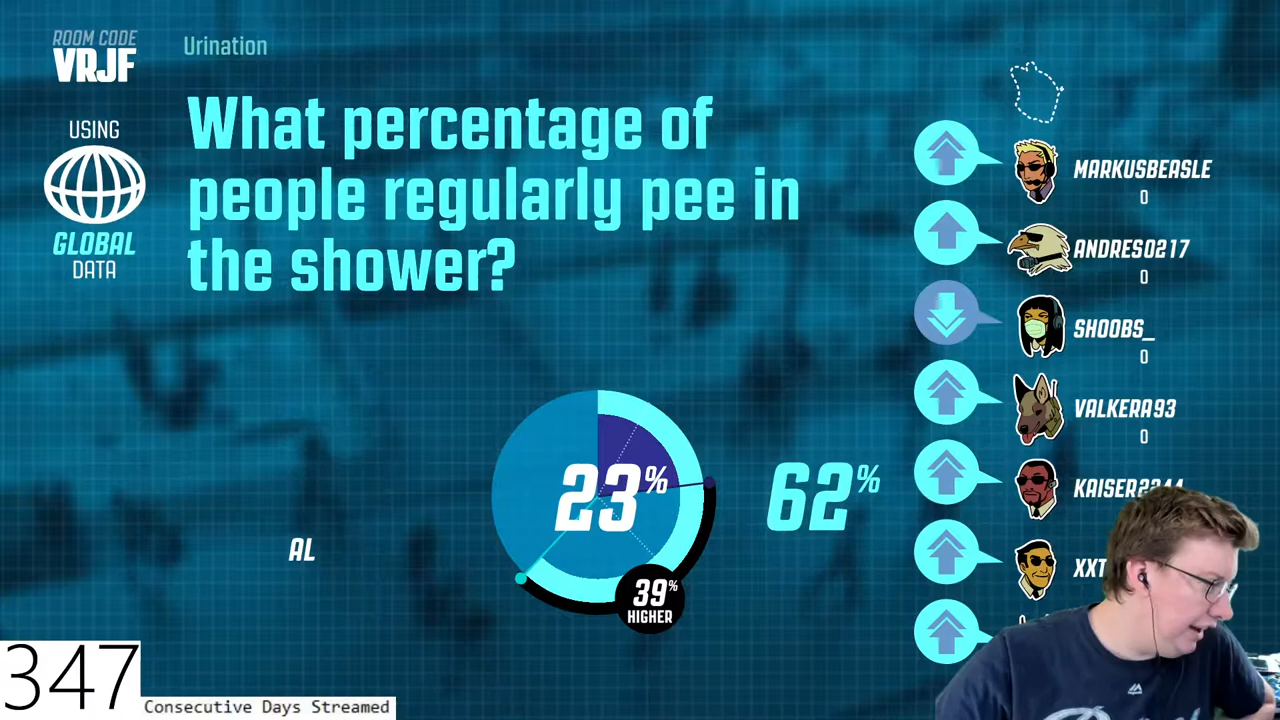 ROOM CODE
VRJF
USING
GLOBAL
DATA
Urination
What percentage of
people regularly pee in
the shower?
23%
62%
39%
HIGHER
AL
MARKUSBEASLE
0
ANDRES0217
0
SHOOBS_
0
VALKERA93
0
347
Consecutive Days Streamed